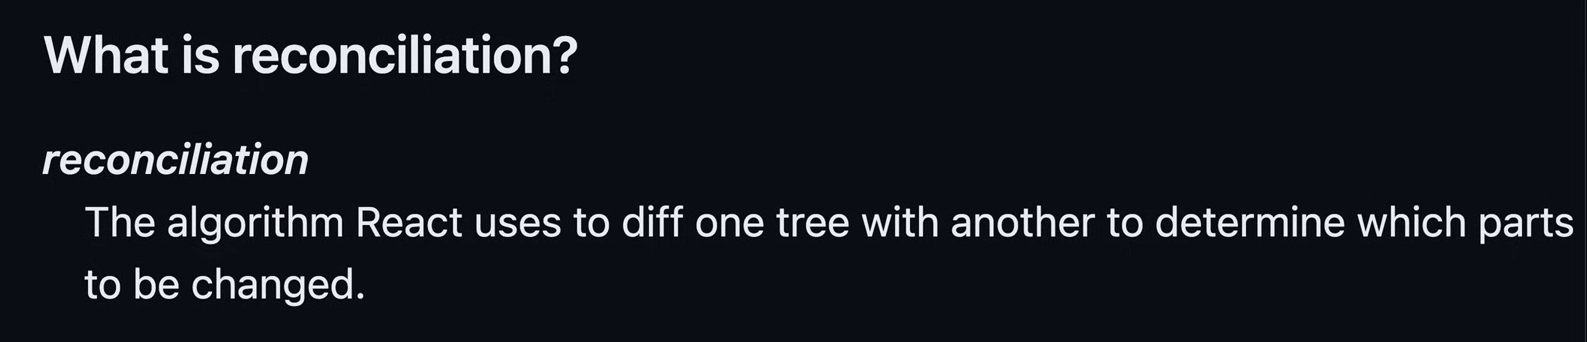 What is reconciliation?
reconciliation
The algorithm React uses to diff one tree with another to determine which parts
to be changed.